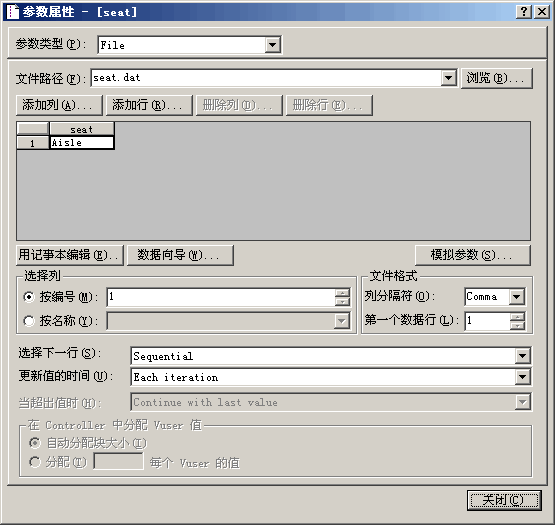 参数属性 - [seat]
参数类型(P): File
文件路径(F): seat.dat 浏览(B)...
添加列(A)... 添加行(R)... 删除列(D)... 删除行(E)...
seat
1 Aisle
用记事本编辑(E).. 数据向导(W)... 模拟参数(S)...
选择列 文件格式
按编号(M): 1 列分隔符(O): Comma
按名称(Y): 第一个数据行(L): 1
选择下一行(S): Sequential
更新值的时间(U): Each iteration
当超出值时(H): Continue with last value
在 Controller 中分配 Vuser 值
自动分配块大小(I)
分配(T) 每个 Vuser 的值
关闭(C)